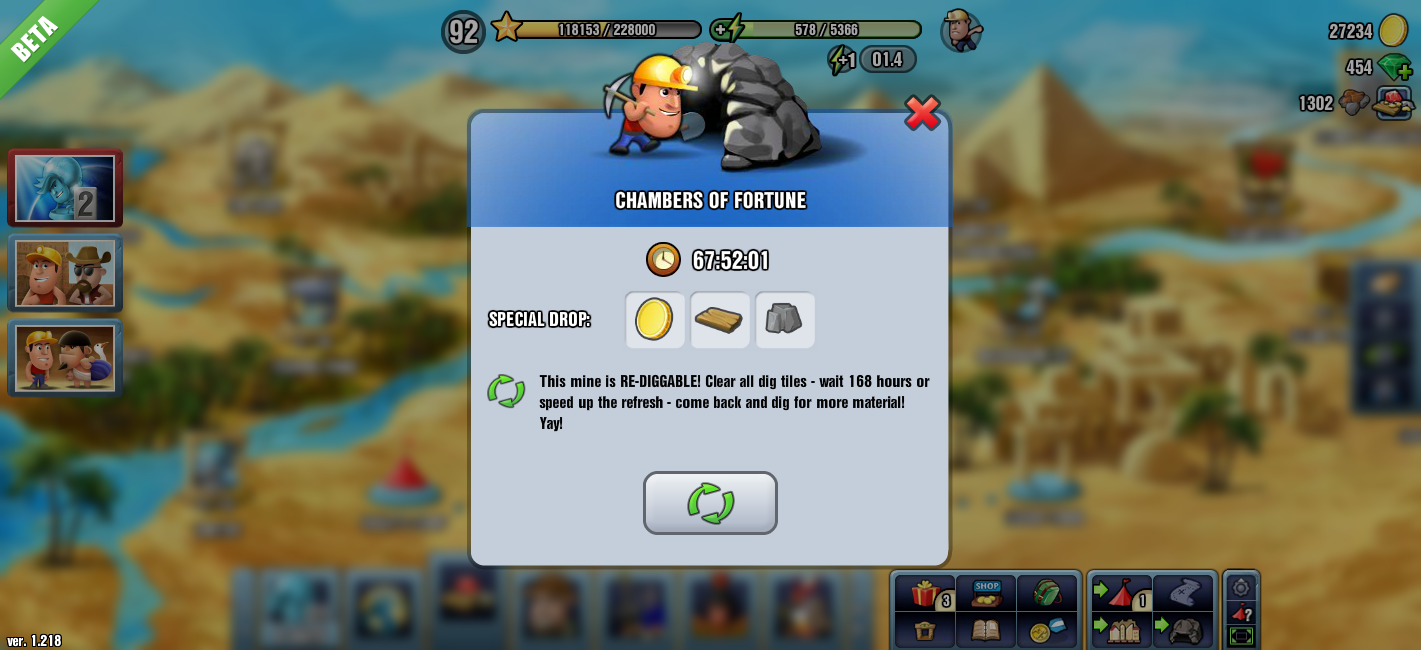 BETA
92
118153 / 228000
578 / 5366
27234
+1
01.4
454
1302
2
CHAMBERS OF FORTUNE
67:52:01
SPECIAL DROP:
This mine is RE-DIGGABLE! Clear all dig tiles - wait 168 hours or
speed up the refresh - come back and dig for more material!
Yay!
3
SHOP
1
?
ver. 1.218